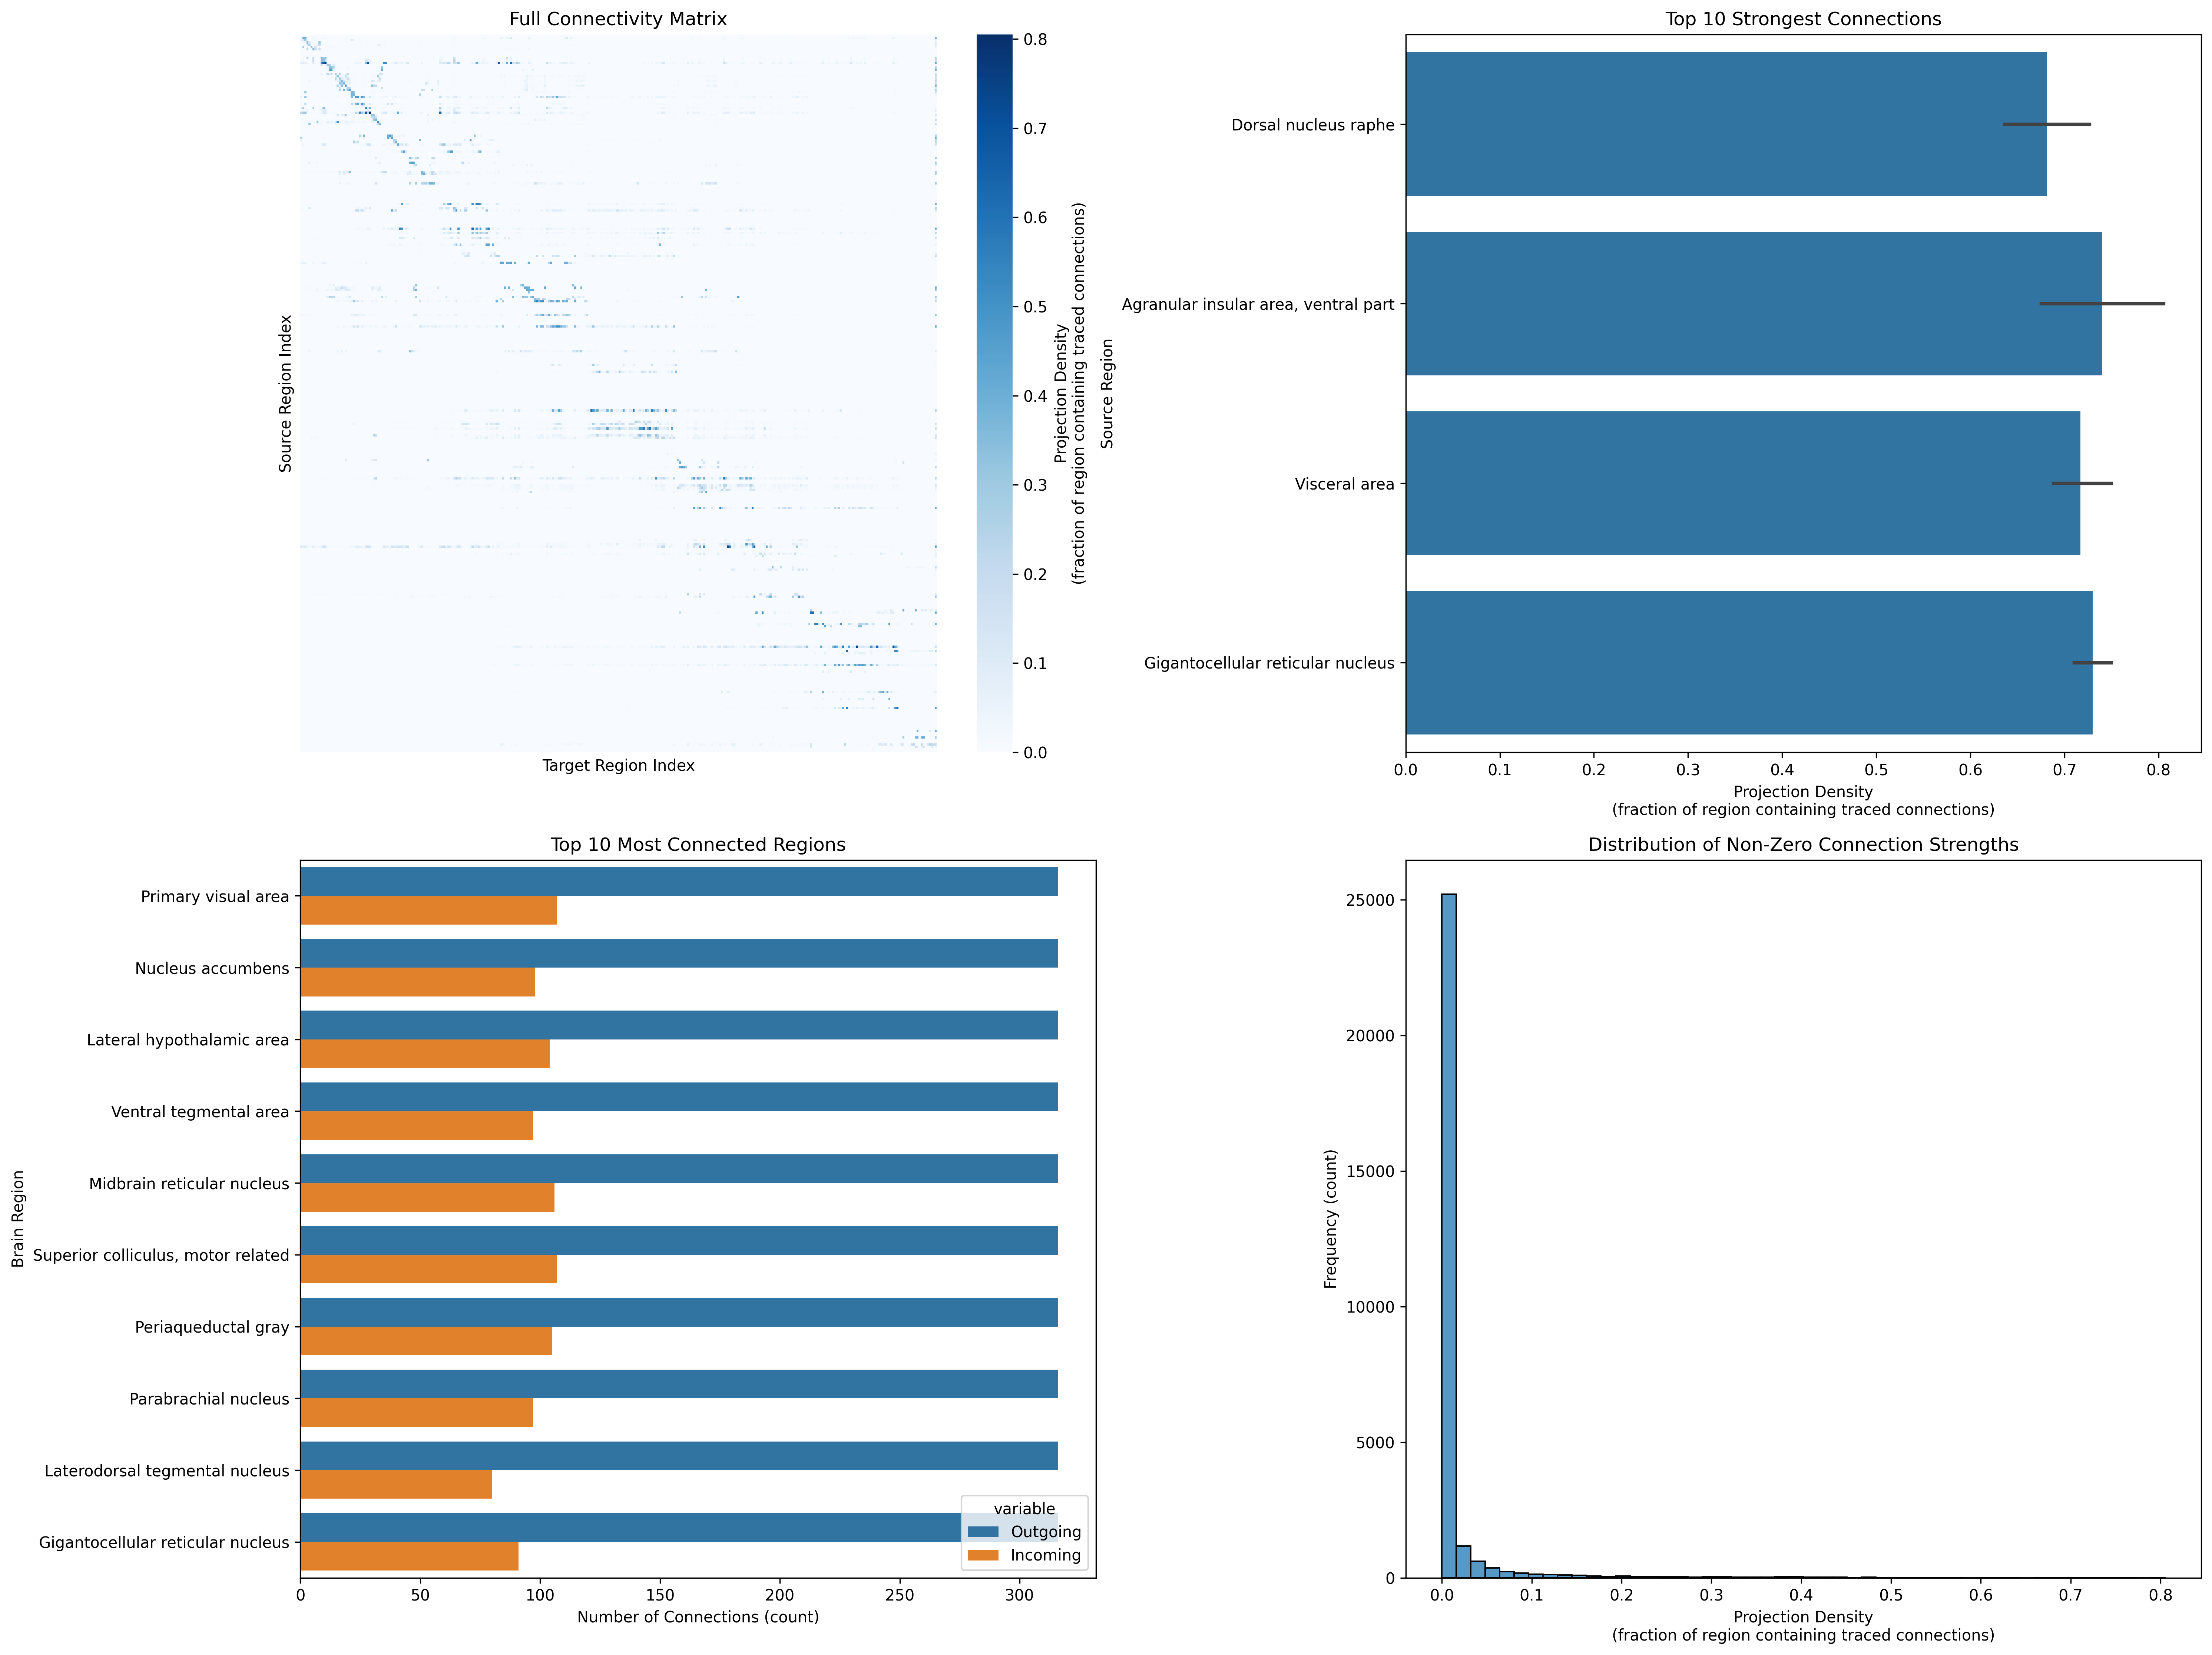 Full Connectivity Matrix
Source Region Index
Target Region Index
0.8
0.7
0.6
0.5
0.4
0.3
0.2
0.1
0.0
Projection Density
(fraction of region containing traced connections)
Top 10 Strongest Connections
Source Region
Dorsal nucleus raphe
Agranular insular area, ventral part
Visceral area
Gigantocellular reticular nucleus
0.0 0.1 0.2 0.3 0.4 0.5 0.6 0.7 0.8
Projection Density
(fraction of region containing traced connections)
Top 10 Most Connected Regions
Brain Region
Primary visual area
Nucleus accumbens
Lateral hypothalamic area
Ventral tegmental area
Midbrain reticular nucleus
Superior colliculus, motor related
Periaqueductal gray
Parabrachial nucleus
Laterodorsal tegmental nucleus
Gigantocellular reticular nucleus
variable
Outgoing
Incoming
0 50 100 150 200 250 300
Number of Connections (count)
Distribution of Non-Zero Connection Strengths
Frequency (count)
25000
20000
15000
10000
5000
0
0.0 0.1 0.2 0.3 0.4 0.5 0.6 0.7 0.8
Projection Density
(fraction of region containing traced connections)